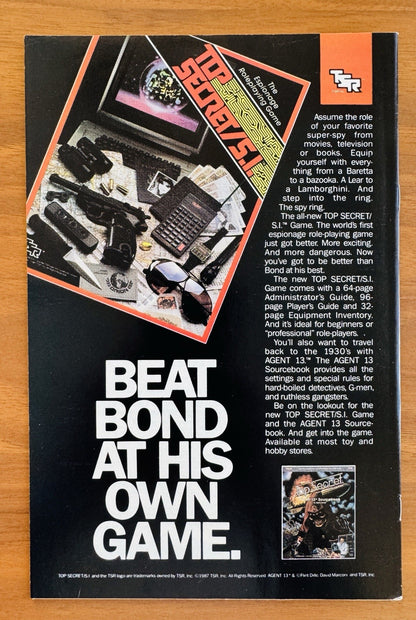 TSR
The
Espionage
Roleplaying Game
TOP
SECRET/S.I.
Assume the role
of your favorite
super-spy from
movies, television
or books. Equip
yourself with every-
thing from a Baretta
to a bazooka. A Lear to
a Lamborghini. And
step into the ring.
The spy ring.
The all-new TOP SECRET/
S.I.™ Game. The world's first
espionage role-playing game
just got better. More exciting.
And more dangerous. Now
you've got to be better than
Bond at his best.
The new TOP SECRET/S.I.
Game comes with a 64-page
Administrator's Guide, 96-
page Player's Guide and 32-
page Equipment Inventory.
And it's ideal for beginners or
"professional" role-players. .
You'll also want to travel
back to the 1930's with
AGENT 13.™ The AGENT 13
Sourcebook provides all the
settings and special rules for
hard-boiled detectives, G-men,
and ruthless gangsters.
Be on the lookout for the
new TOP SECRET/S.I. Game
and the AGENT 13 Source-
book. And get into the game.
Available at most toy and
hobby stores.
BEAT
BOND
AT HIS
OWN
GAME.
TOP SECRET
TOP SECRET/S.I. and the TSR logo are trademarks owned by TSR, Inc. ©1987 TSR, Inc. All Rights Reserved. AGENT 13™ & ©Flint Dille, David Marconi and TSR, Inc.